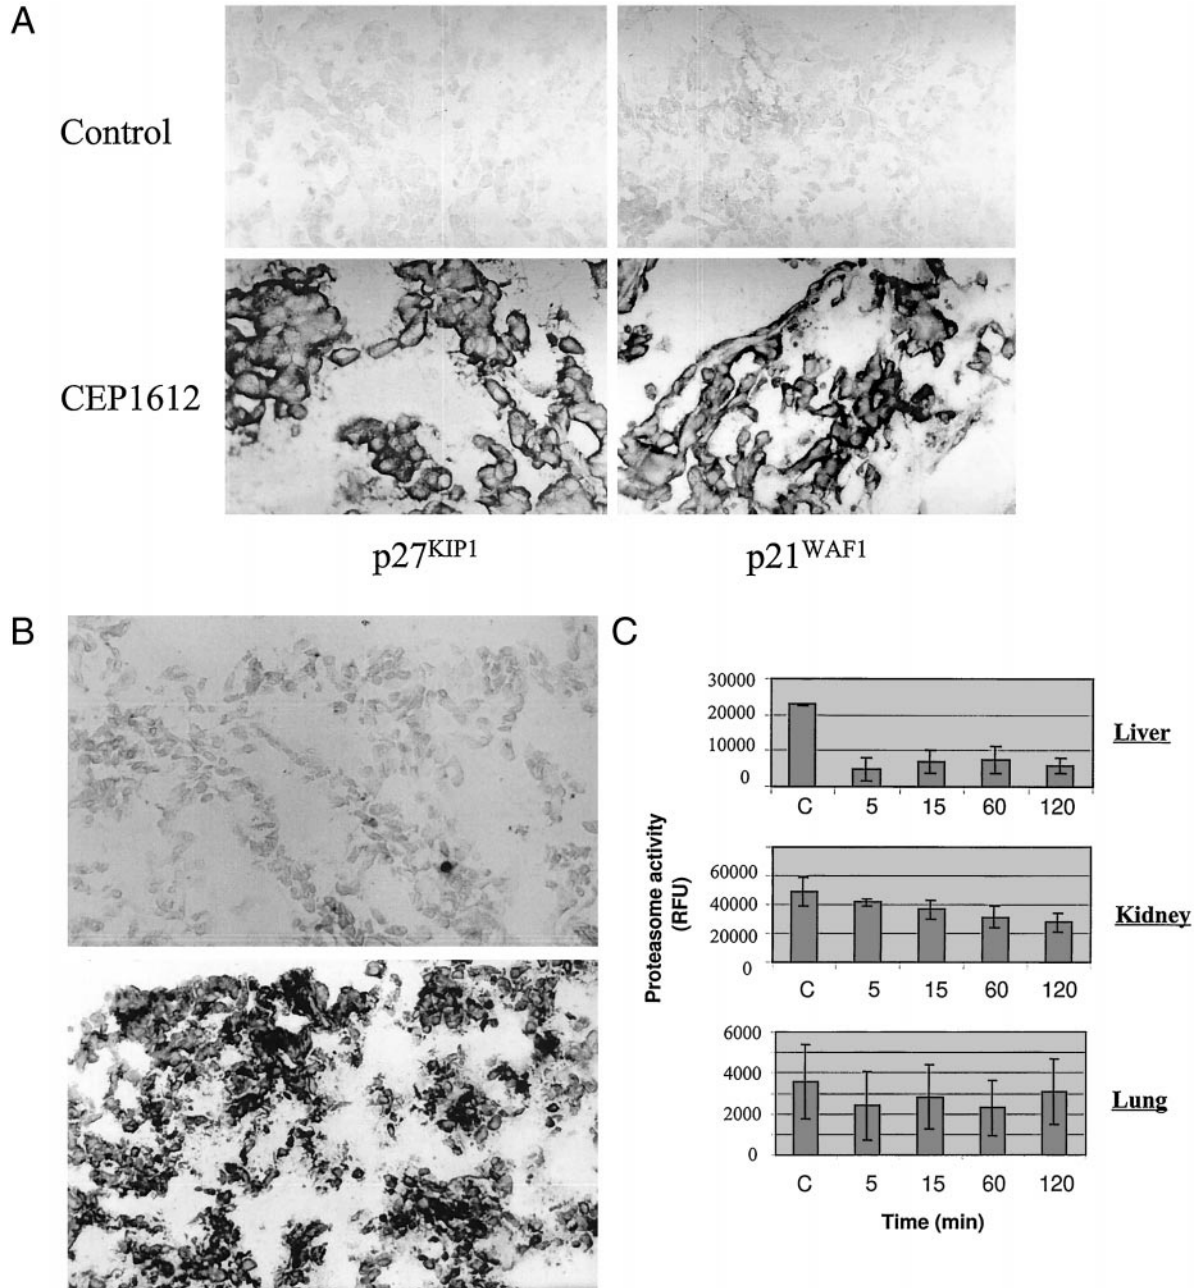 A
Control
CEP1612
p27KIP1
p21WAF1
B
C
Proteasome activity
(RFU)
30000
20000
10000
0
C 5 15 60 120
Liver
60000
40000
20000
0
C 5 15 60 120
Kidney
6000
4000
2000
0
C 5 15 60 120
Lung
Time (min)